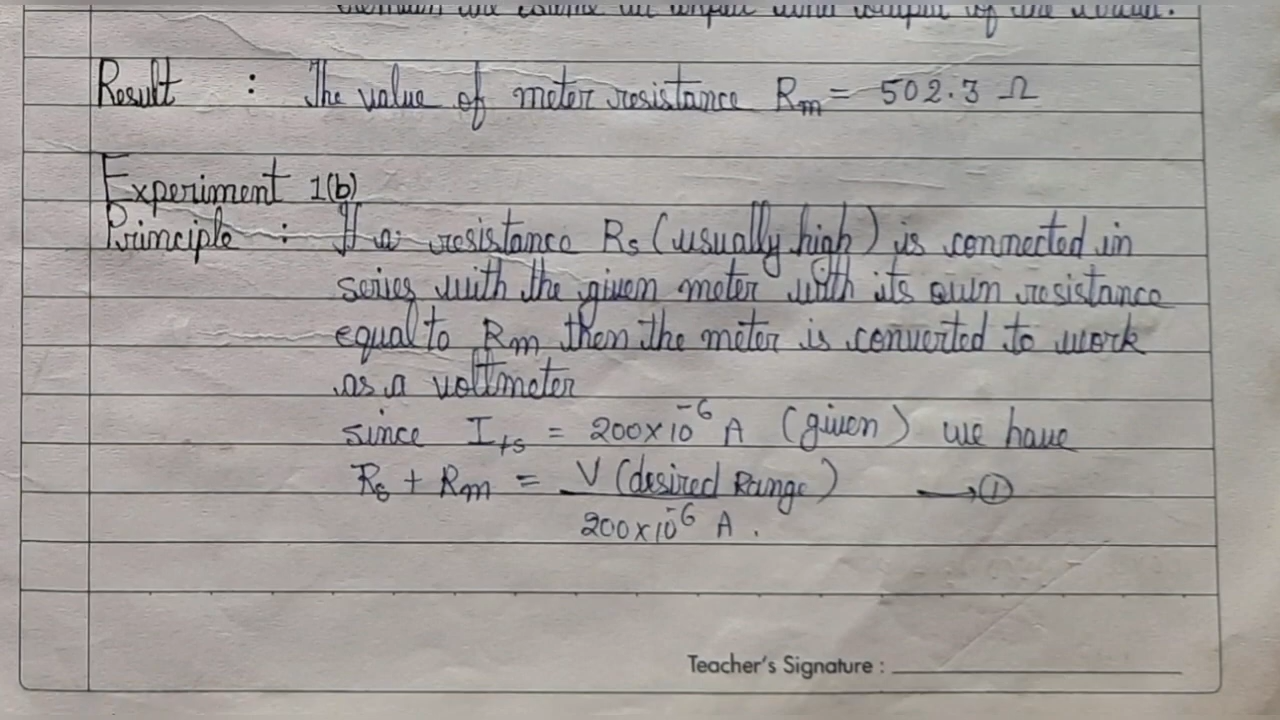 Result : The value of meter resistance Rm = 502.3 Ω
Experiment 1(b)
Principle : If a resistance Rs (usually high) is connected in
series with the given meter with its own resistance
equal to Rm then the meter is converted to work
as a voltmeter
since Ifs = 200×10⁻⁶ A (given) we have
Rs + Rm = V (desired Range) → ①
200×10⁻⁶ A.
Teacher's Signature :